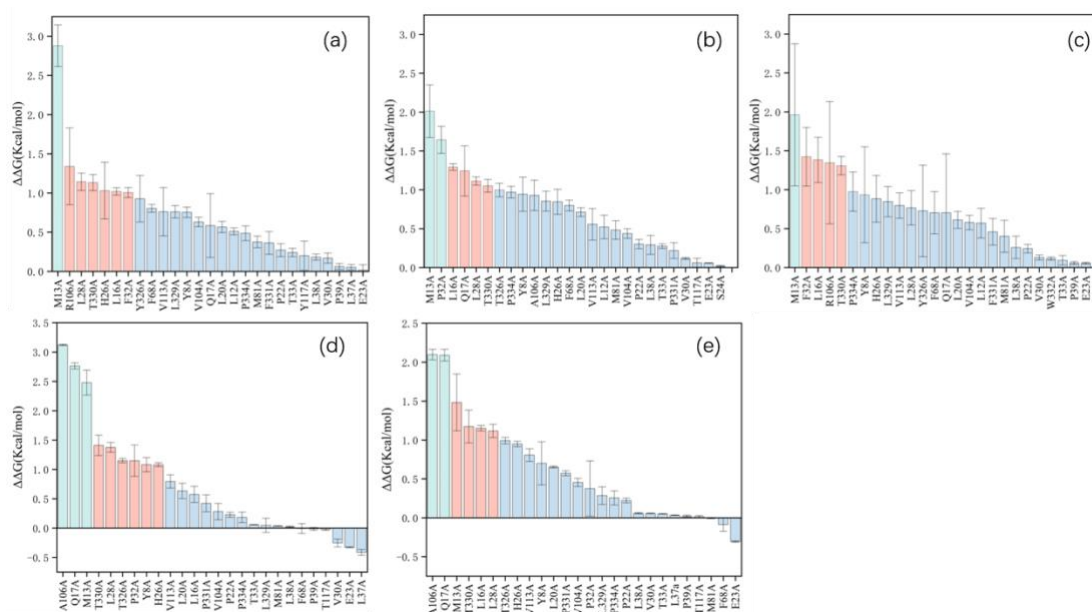 (a)
ΔΔG(Kcal/mol)
3.0
2.5
2.0
1.5
1.0
0.5
0.0
M13A
R106A
L28A
T330A
H26A
L16A
F32A
Y326A
F68A
V113A
L329A
Y8A
V104A
Q17A
L20A
L12A
P334A
M81A
F331A
P22A
T33A
Y117A
L38A
V30A
P39A
L37A
E23A
(b)
ΔΔG(Kcal/mol)
3.0
2.5
2.0
1.5
1.0
0.5
0.0
M13A
P32A
L16A
Q17A
L28A
T330A
T326A
P334A
Y8A
A106A
L329A
H26A
F68A
L20A
V113A
L12A
M81A
V104A
P22A
L38A
T33A
P331A
V30A
T117A
E23A
S24A
(c)
ΔΔG(Kcal/mol)
3.0
2.5
2.0
1.5
1.0
0.5
0.0
M13A
F32A
L16A
R106A
T330A
P334A
Y8A
H26A
L329A
V113A
L28A
Y326A
F68A
Q17A
L20A
V104A
L12A
F331A
M81A
L38A
P22A
V30A
W332A
T33A
P39A
E23A
(d)
ΔΔG(Kcal/mol)
3.5
3.0
2.5
2.0
1.5
1.0
0.5
0.0
-0.5
A106A
Q17A
M13A
T330A
L28A
T326A
P32A
Y8A
H26A
V113A
L20A
L16A
P331A
V104A
P22A
P334A
T33A
L329A
M81A
L38A
F68A
P39A
T117A
V30A
E23A
L37A
(e)
ΔΔG(Kcal/mol)
2.5
2.0
1.5
1.0
0.5
0.0
-0.5
A106A
Q17A
M13A
T330A
L16A
L28A
T326A
H26A
V113A
Y8A
L20A
P331A
V104A
P32A
L329A
P334A
P22A
L38A
V30A
T33A
L37a
P39A
T117A
M81A
F68A
E23A